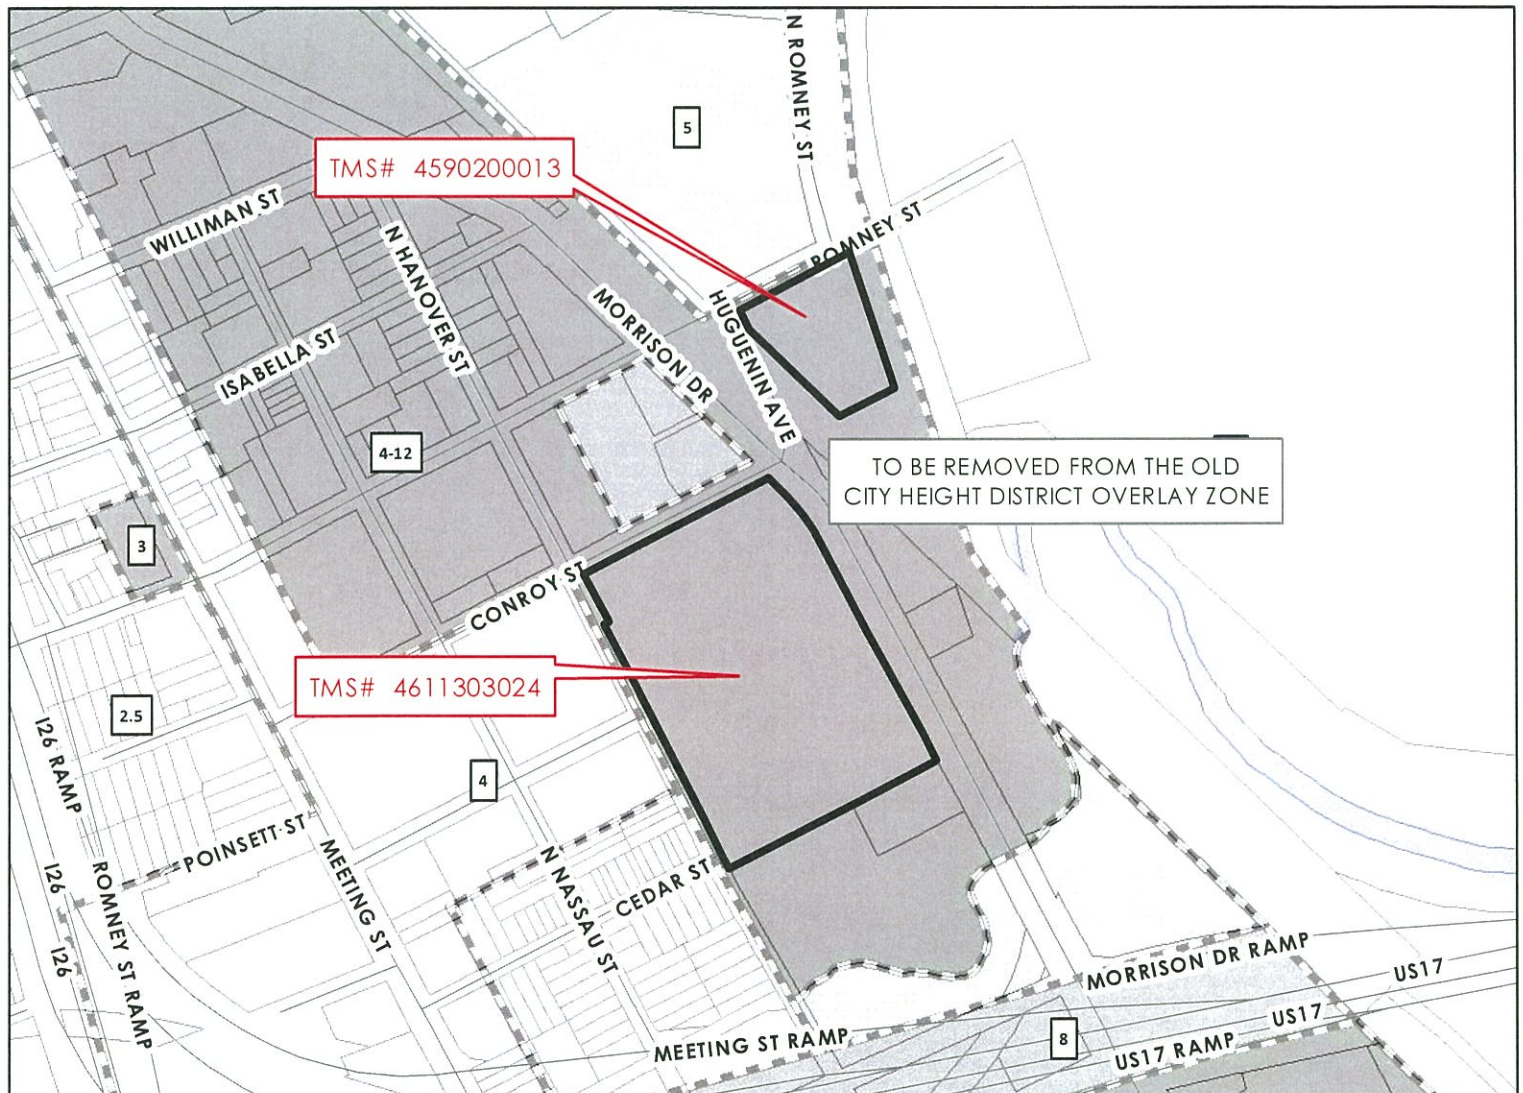 N ROMNEY ST
5
TMS# 4590200013
WILLIMAN ST
N HANOVER ST
ROMNEY ST
HUGUENIN AVE
MORRISON DR
ISABELLA ST
4-12
TO BE REMOVED FROM THE OLD
CITY HEIGHT DISTRICT OVERLAY ZONE
3
CONROY ST
TMS# 4611303024
2.5
I26 RAMP
4
POINSETT ST
MEETING ST
N NASSAU ST
CEDAR ST
I26
ROMNEY ST RAMP
I26
MORRISON DR RAMP
US17
US17
MEETING ST RAMP
8
US17 RAMP